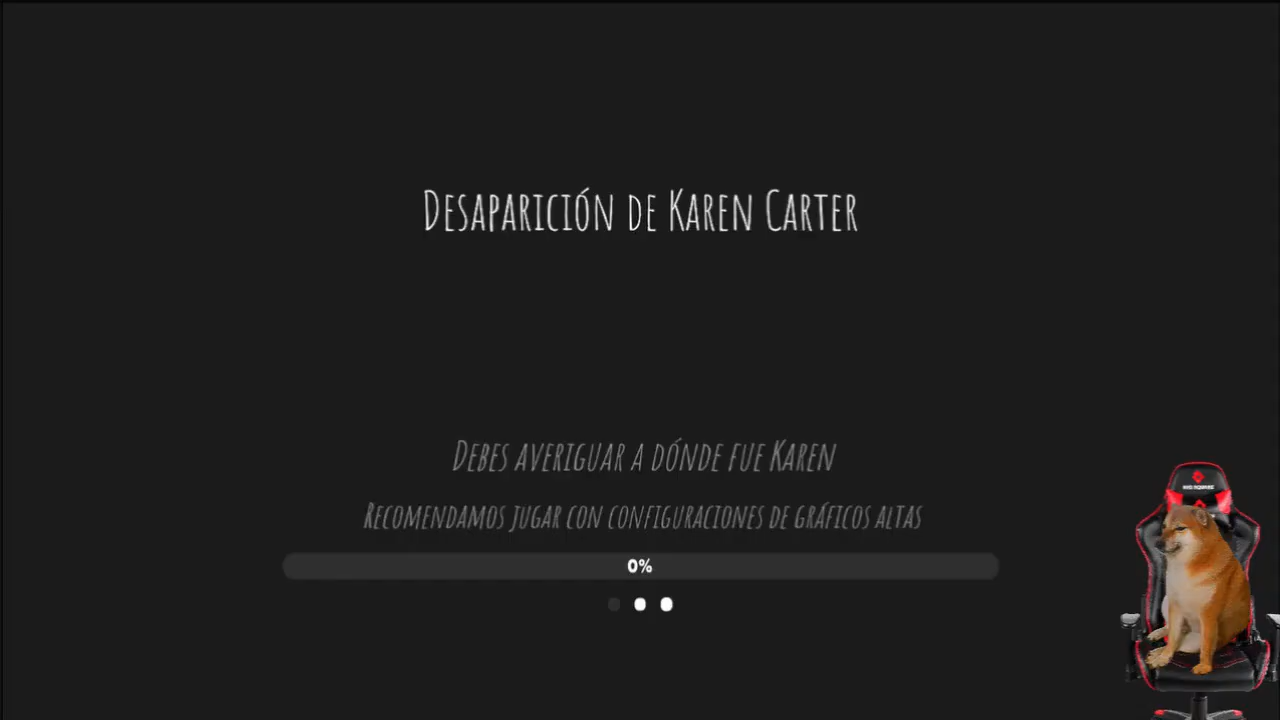 Desaparición de Karen Carter
Debes averiguar a dónde fue Karen
Recomendamos jugar con configuraciones de gráficos altas
0%